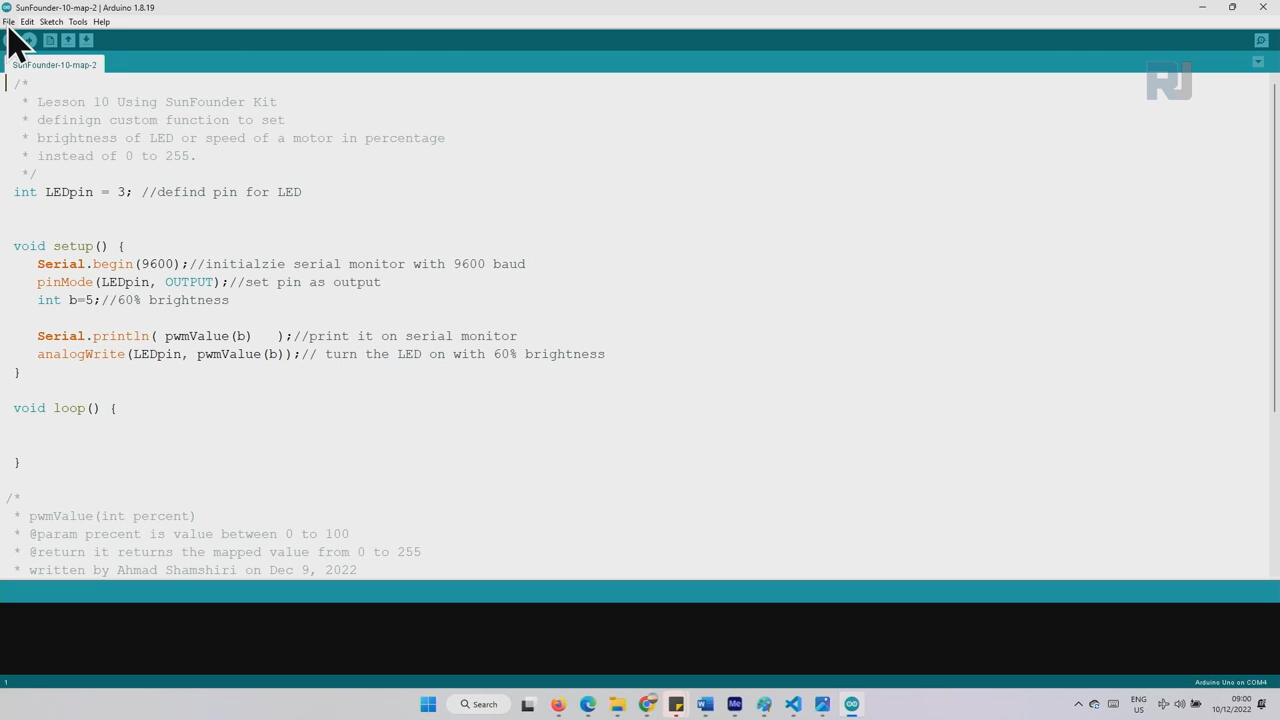 SunFounder-10-map-2 | Arduino 1.8.19
File Edit Sketch Tools Help
SunFounder-10-map-2
RJ
/*
* Lesson 10 Using SunFounder Kit
* definign custom function to set
* brightness of LED or speed of a motor in percentage
* instead of 0 to 255.
*/
int LEDpin = 3; //defind pin for LED
void setup() {
Serial.begin(9600);//initialzie serial monitor with 9600 baud
pinMode(LEDpin, OUTPUT);//set pin as output
int b=5;//60% brightness
Serial.println( pwmValue(b)   );//print it on serial monitor
analogWrite(LEDpin, pwmValue(b));// turn the LED on with 60% brightness
}
void loop() {
}
/*
* pwmValue(int percent)
* @param precent is value between 0 to 100
* @return it returns the mapped value from 0 to 255
* written by Ahmad Shamshiri on Dec 9, 2022
1
Arduino Uno on COM4
Search
ENG
US
09:00
10/12/2022